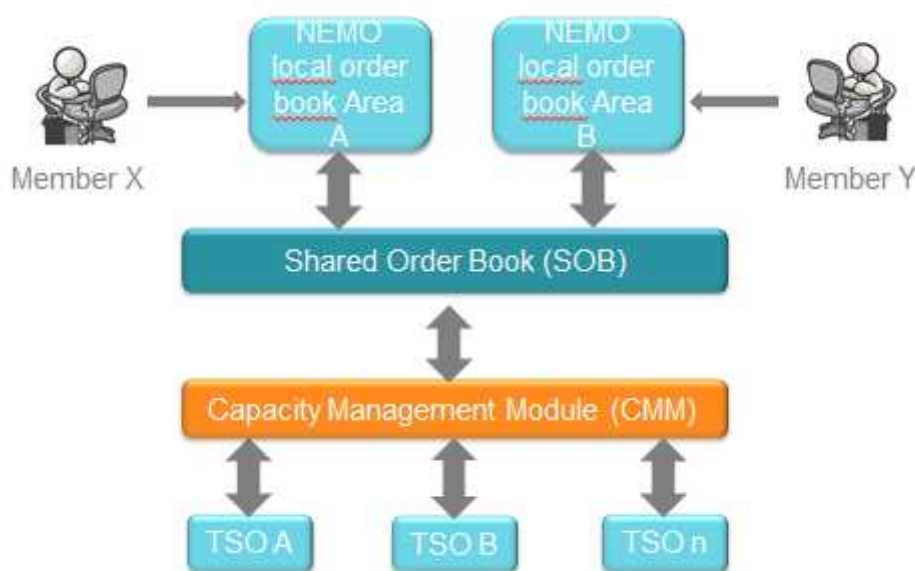 NEMO
local order
book Area
A
NEMO
local order
book Area
B
Member X
Member Y
Shared Order Book (SOB)
Capacity Management Module (CMM)
TSO A
TSO B
TSO n